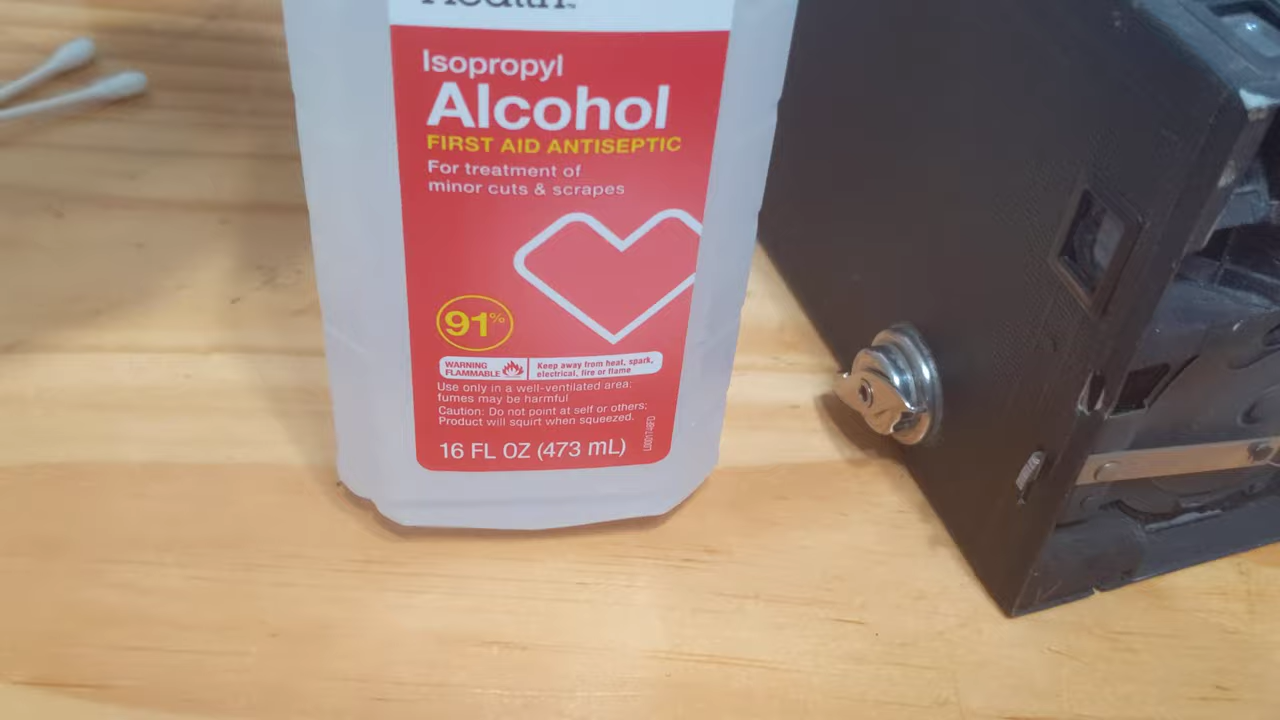 Health™
Isopropyl
Alcohol
FIRST AID ANTISEPTIC
For treatment of
minor cuts & scrapes
91%
WARNING
FLAMMABLE
Keep away from heat, spark,
electrical, fire or flame
Use only in a well-ventilated area;
fumes may be harmful
Caution: Do not point at self or others;
Product will squirt when squeezed.
16 FL OZ (473 mL)